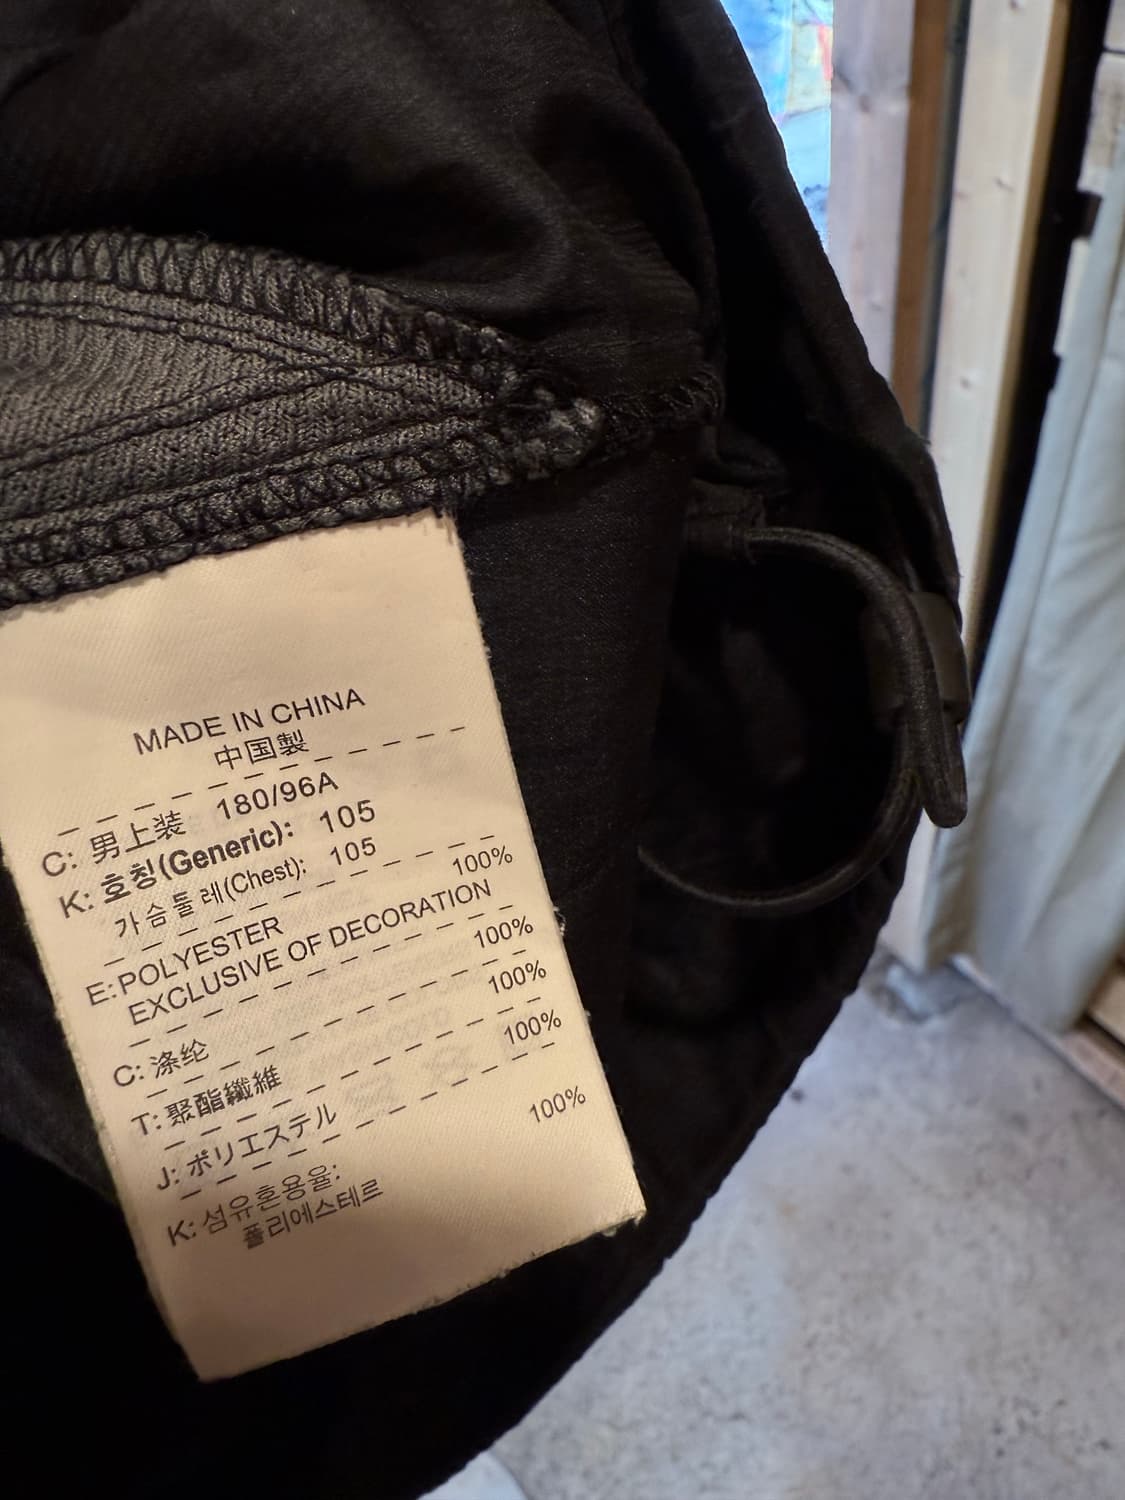 MADE IN CHINA
中国製
C: 男上装 180/96A
K: 호칭(Generic): 105
가슴둘레(Chest): 105
E: POLYESTER 100%
EXCLUSIVE OF DECORATION
C: 涤纶 100%
T: 聚酯纖維 100%
J: ポリエステル 100%
K: 섬유혼용율:
폴리에스테르 100%